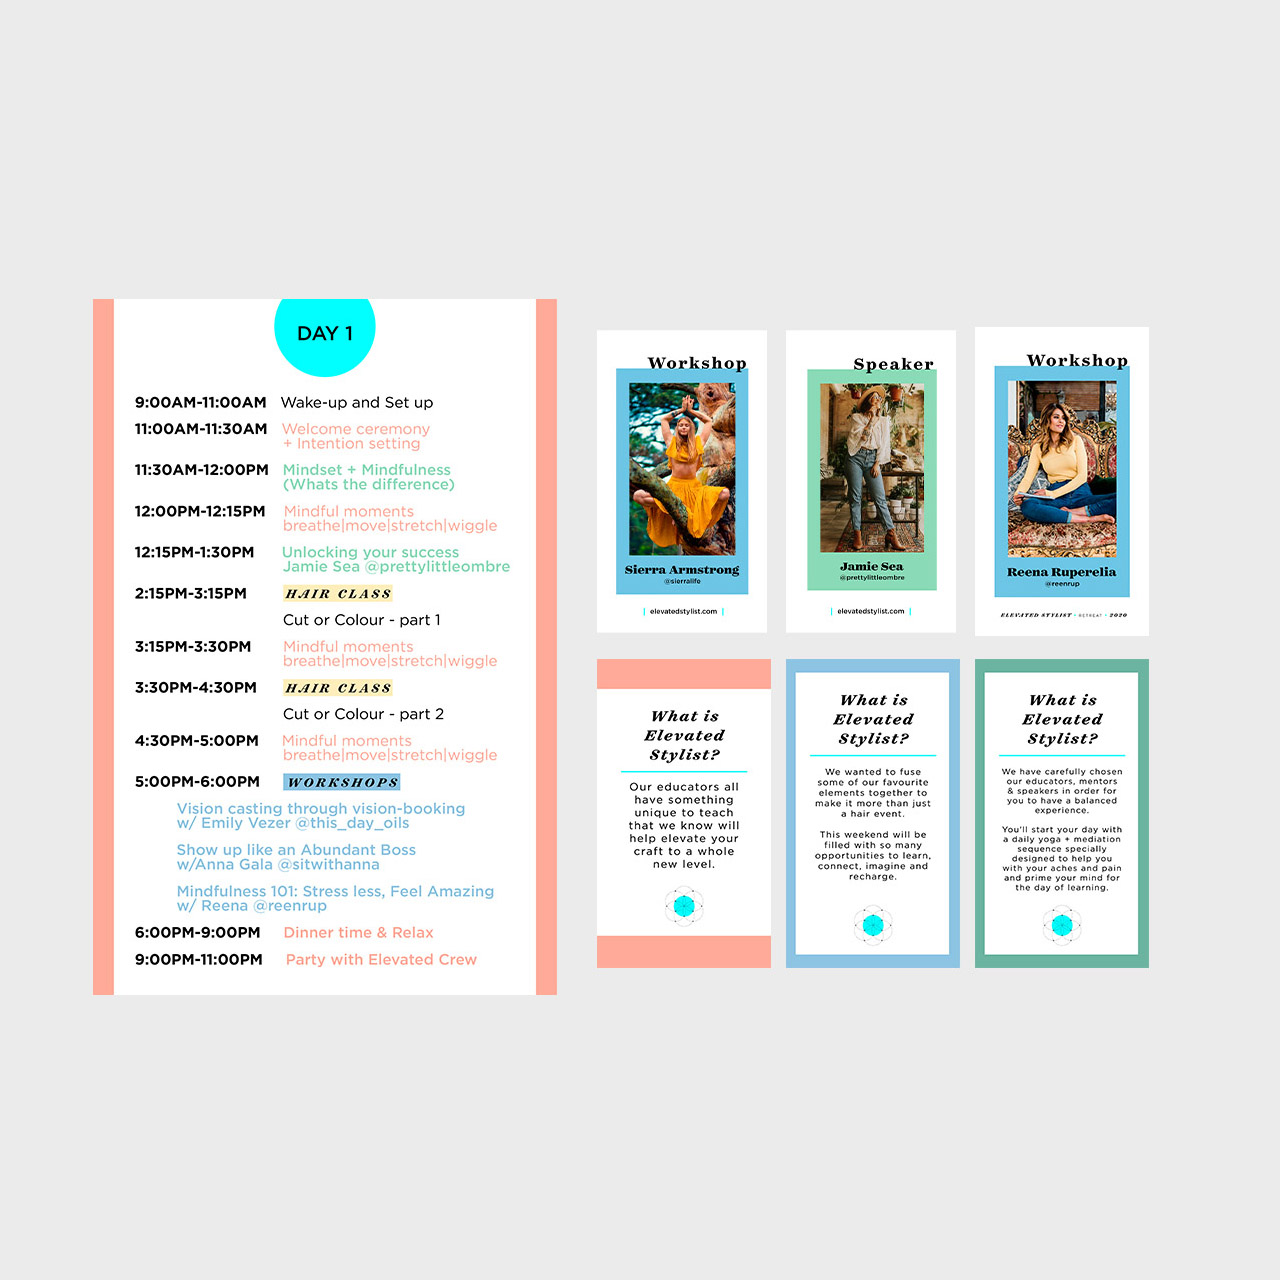 DAY 1
9:00AM-11:00AM Wake-up and Set up
11:00AM-11:30AM Welcome ceremony
+ Intention setting
11:30AM-12:00PM Mindset + Mindfulness
(Whats the difference)
12:00PM-12:15PM Mindful moments
breathe|move|stretch|wiggle
12:15PM-1:30PM Unlocking your success
Jamie Sea @prettylittleombre
2:15PM-3:15PM HAIR CLASS
Cut or Colour - part 1
3:15PM-3:30PM Mindful moments
breathe|move|stretch|wiggle
3:30PM-4:30PM HAIR CLASS
Cut or Colour - part 2
4:30PM-5:00PM Mindful moments
breathe|move|stretch|wiggle
5:00PM-6:00PM WORKSHOPS
Vision casting through vision-booking
w/ Emily Vezer @this_day_oils
Show up like an Abundant Boss
w/Anna Gala @sitwithanna
Mindfulness 101: Stress less, Feel Amazing
w/ Reena @reenrup
6:00PM-9:00PM Dinner time & Relax
9:00PM-11:00PM Party with Elevated Crew
Workshop
Sierra Armstrong
@sierralife
| elevatedstylist.com |
Speaker
Jamie Sea
@prettylittleombre
| elevatedstylist.com |
Workshop
Reena Ruperelia
@reenrup
ELEVATED STYLIST • RETREAT • 2020
What is
Elevated
Stylist?
Our educators all
have something
unique to teach
that we know will
help elevate your
craft to a whole
new level.
What is
Elevated
Stylist?
We wanted to fuse
some of our favourite
elements together to
make it more than just
a hair event.
This weekend will be
filled with so many
opportunities to learn,
connect, imagine and
recharge.
What is
Elevated
Stylist?
We have carefully chosen
our educators, mentors
& speakers in order for
you to have a balanced
experience.
You'll start your day with
a daily yoga + mediation
sequence specially
designed to help you
with your aches and pain
and prime your mind for
the day of learning.